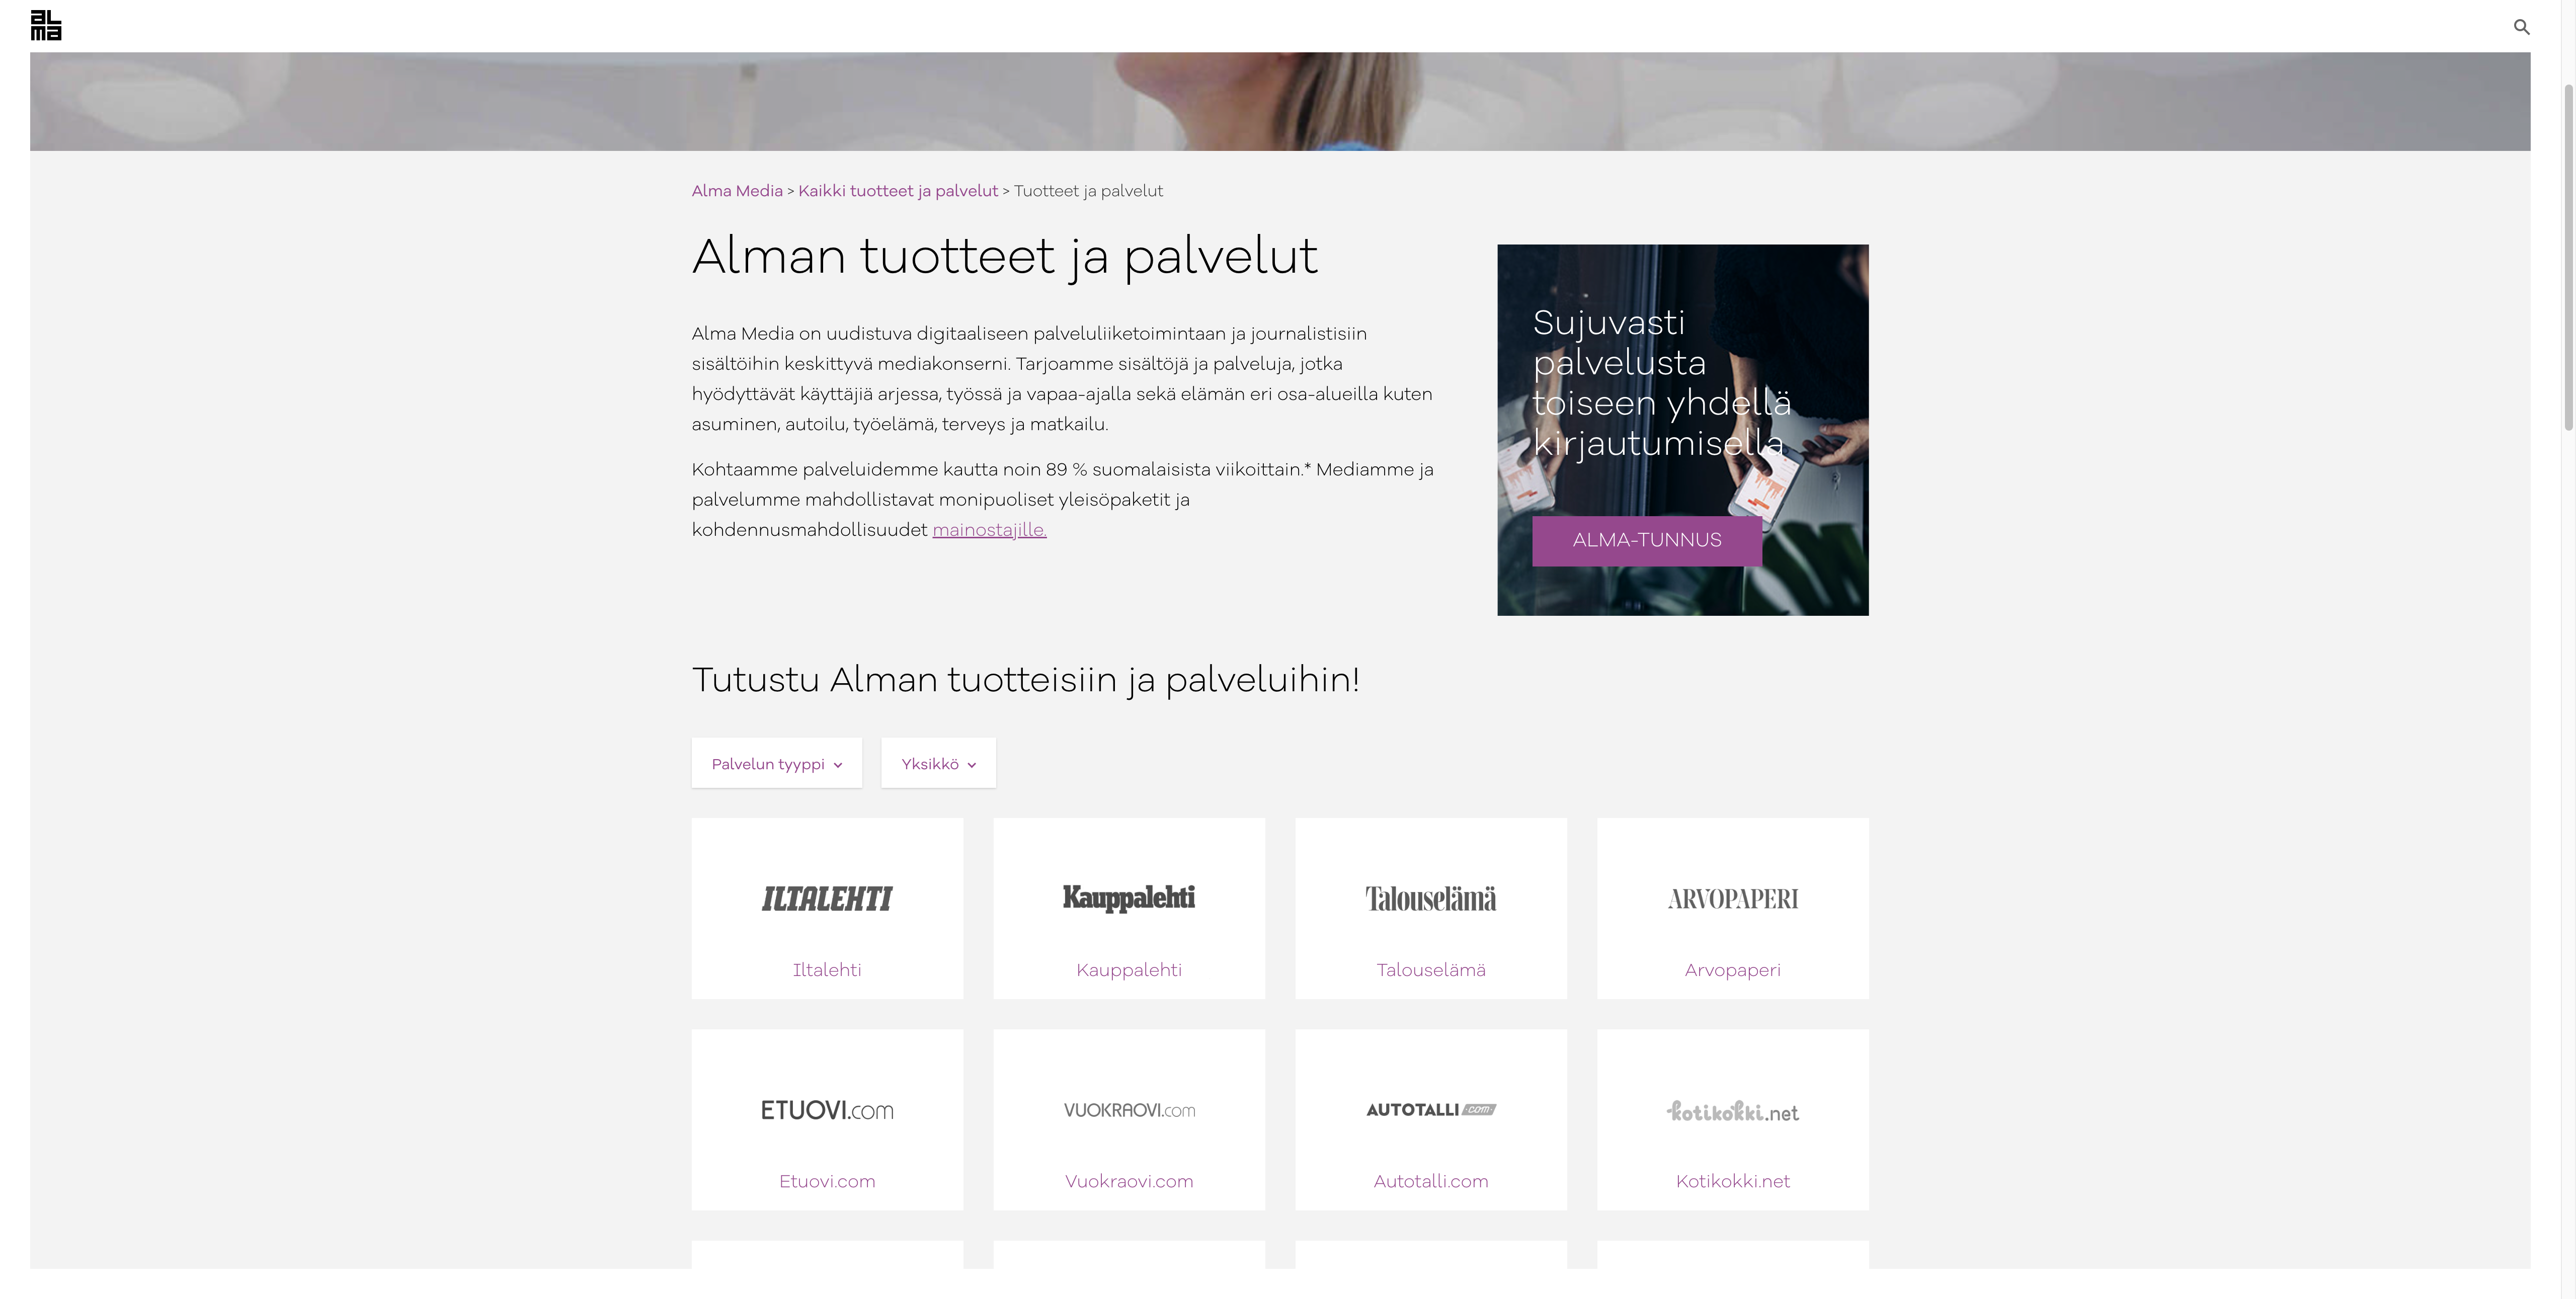 aLma
Alma Media > Kaikki tuotteet ja palvelut > Tuotteet ja palvelut
Alman tuotteet ja palvelut
Alma Media on uudistuva digitaaliseen palveluliiketoimintaan ja journalistisiin
sisältöihin keskittyvä mediakonserni. Tarjoamme sisältöjä ja palveluja, jotka
hyödyttävät käyttäjiä arjessa, työssä ja vapaa-ajalla sekä elämän eri osa-alueilla kuten
asuminen, autoilu, työelämä, terveys ja matkailu.
Kohtaamme palveluidemme kautta noin 89 % suomalaisista viikoittain.* Mediamme ja
palvelumme mahdollistavat monipuoliset yleisöpaketit ja
kohdennusmahdollisuudet mainostajille.
Sujuvasti
palvelusta
toiseen yhdellä
kirjautumisella
ALMA-TUNNUS
Tutustu Alman tuotteisiin ja palveluihin!
Palvelun tyyppi
Yksikkö
ILTALEHTI
Iltalehti
Kauppalehti
Kauppalehti
Talouselämä
Talouselämä
ARVOPAPERI
Arvopaperi
ETUOVI.com
Etuovi.com
VUOKRAOVI.com
Vuokraovi.com
AUTOTALLI.com
Autotalli.com
kotikokki.net
Kotikokki.net